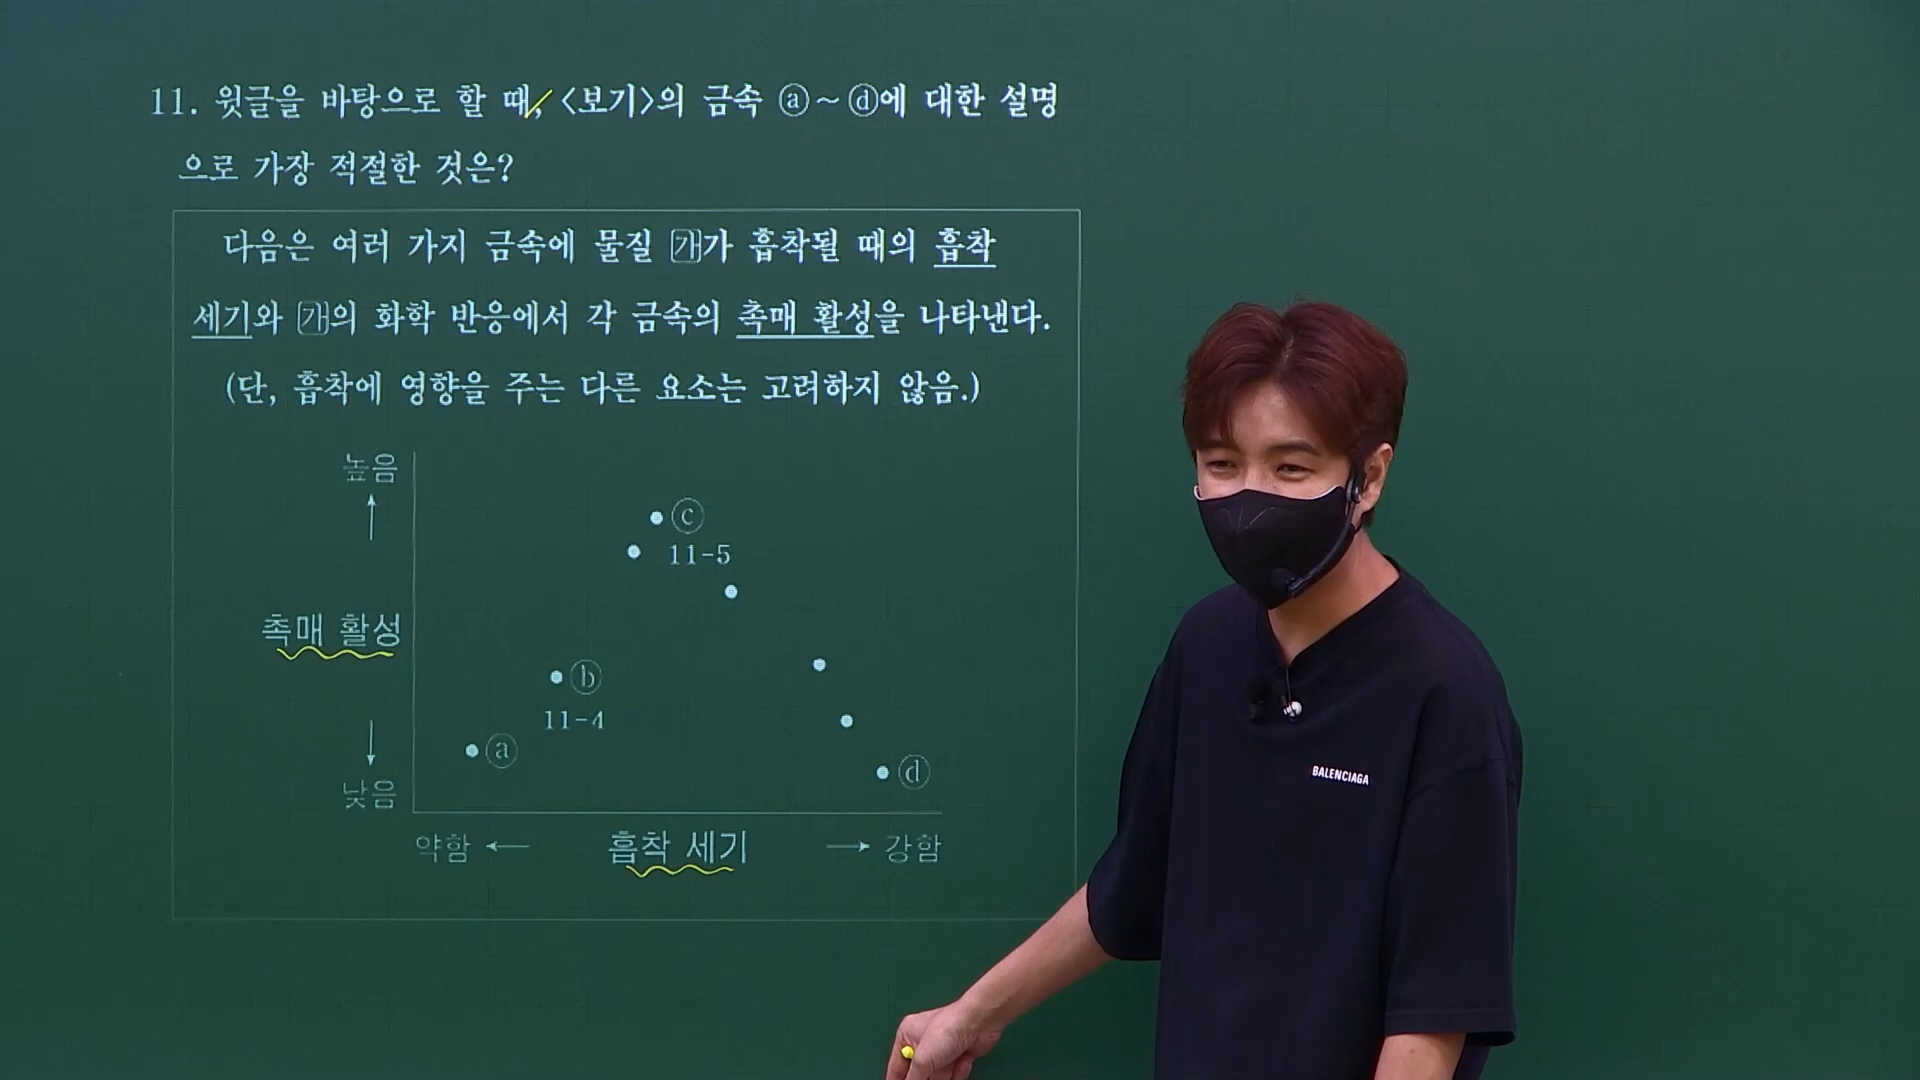 11. 윗글을 바탕으로 할 때, <보기>의 금속 ⓐ~ⓓ에 대한 설명
으로 가장 적절한 것은?
다음은 여러 가지 금속에 물질 가가 흡착될 때의 흡착
세기와 가의 화학 반응에서 각 금속의 촉매 활성을 나타낸다.
(단, 흡착에 영향을 주는 다른 요소는 고려하지 않음.)
높음
ⓒ
11-5
촉매 활성
ⓑ
11-4
ⓐ
ⓓ
낮음
약함 ← 흡착 세기 → 강함
BALENCIAGA